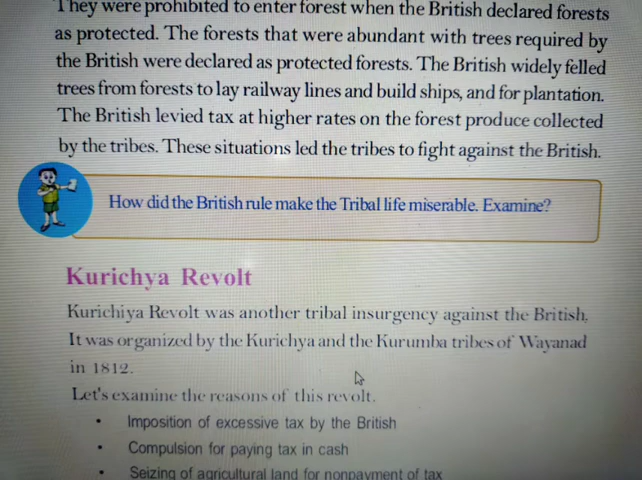 They were prohibited to enter forest when the British declared forests
as protected. The forests that were abundant with trees required by
the British were declared as protected forests. The British widely felled
trees from forests to lay railway lines and build ships, and for plantation.
The British levied tax at higher rates on the forest produce collected
by the tribes. These situations led the tribes to fight against the British.
How did the British rule make the Tribal life miserable. Examine?
Kurichya Revolt
Kurichiya Revolt was another tribal insurgency against the British.
It was organized by the Kurichya and the Kurumba tribes of Wayanad
in 1812.
Let's examine the reasons of this revolt.
• Imposition of excessive tax by the British
• Compulsion for paying tax in cash
• Seizing of agricultural land for nonpayment of tax